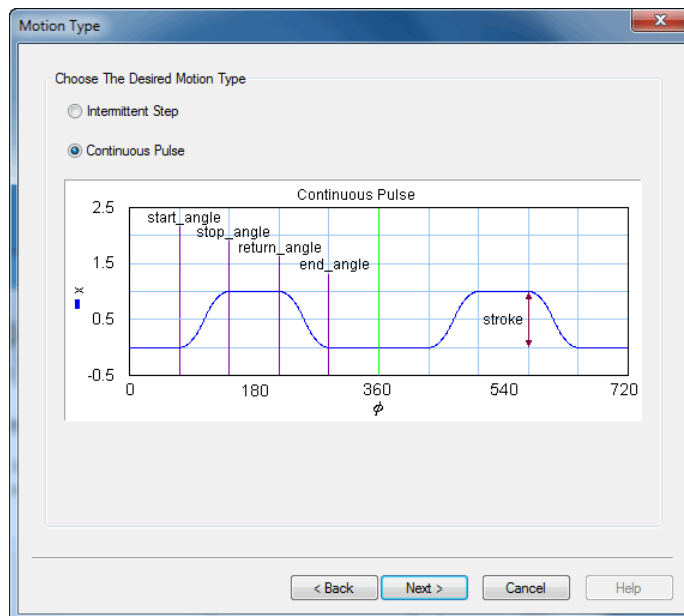 Motion Type
Choose The Desired Motion Type
Intermittent Step
Continuous Pulse
Continuous Pulse
2.5
start_angle
stop_angle
return_angle
1.5
end_angle
x
0.5
stroke
-0.5
0 180 360 540 720
ϕ
< Back Next > Cancel Help